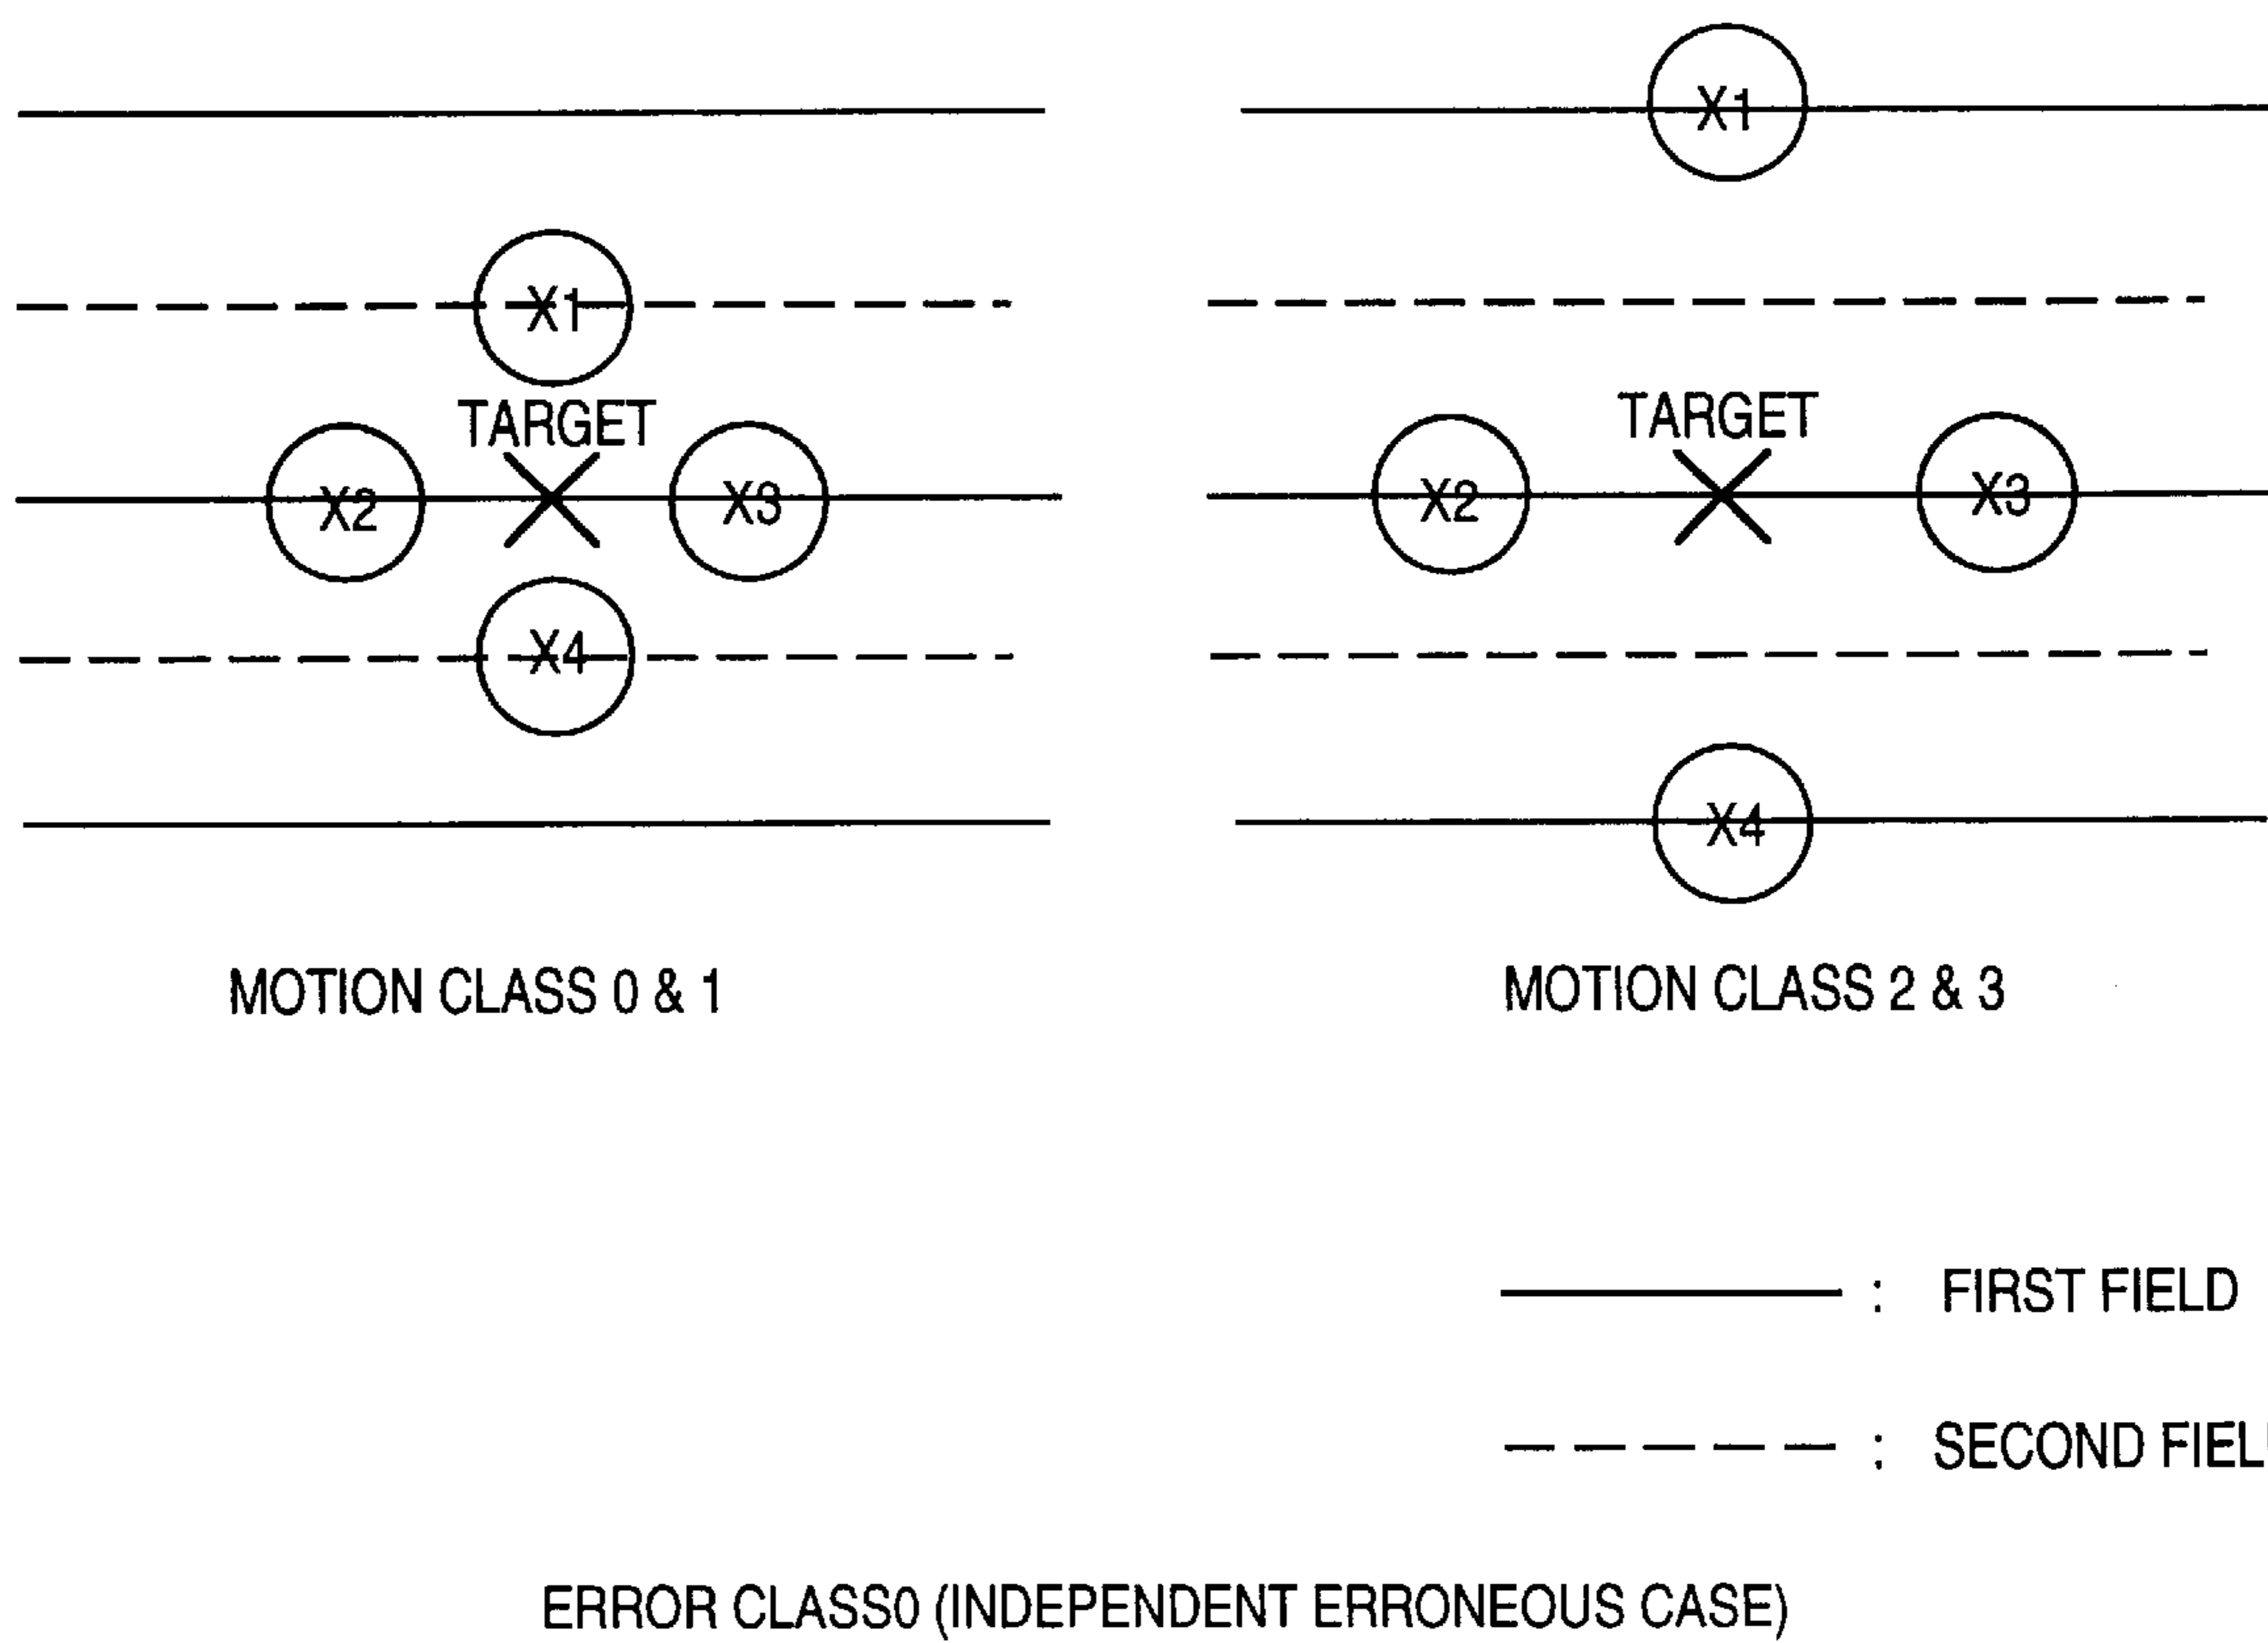 X1
X1
TARGET
X2
X3
X4
TARGET
X2
X3
X4
MOTION CLASS 0 & 1
MOTION CLASS 2 & 3
: FIRST FIELD
: SECOND FIEL
ERROR CLASS0 (INDEPENDENT ERRONEOUS CASE)